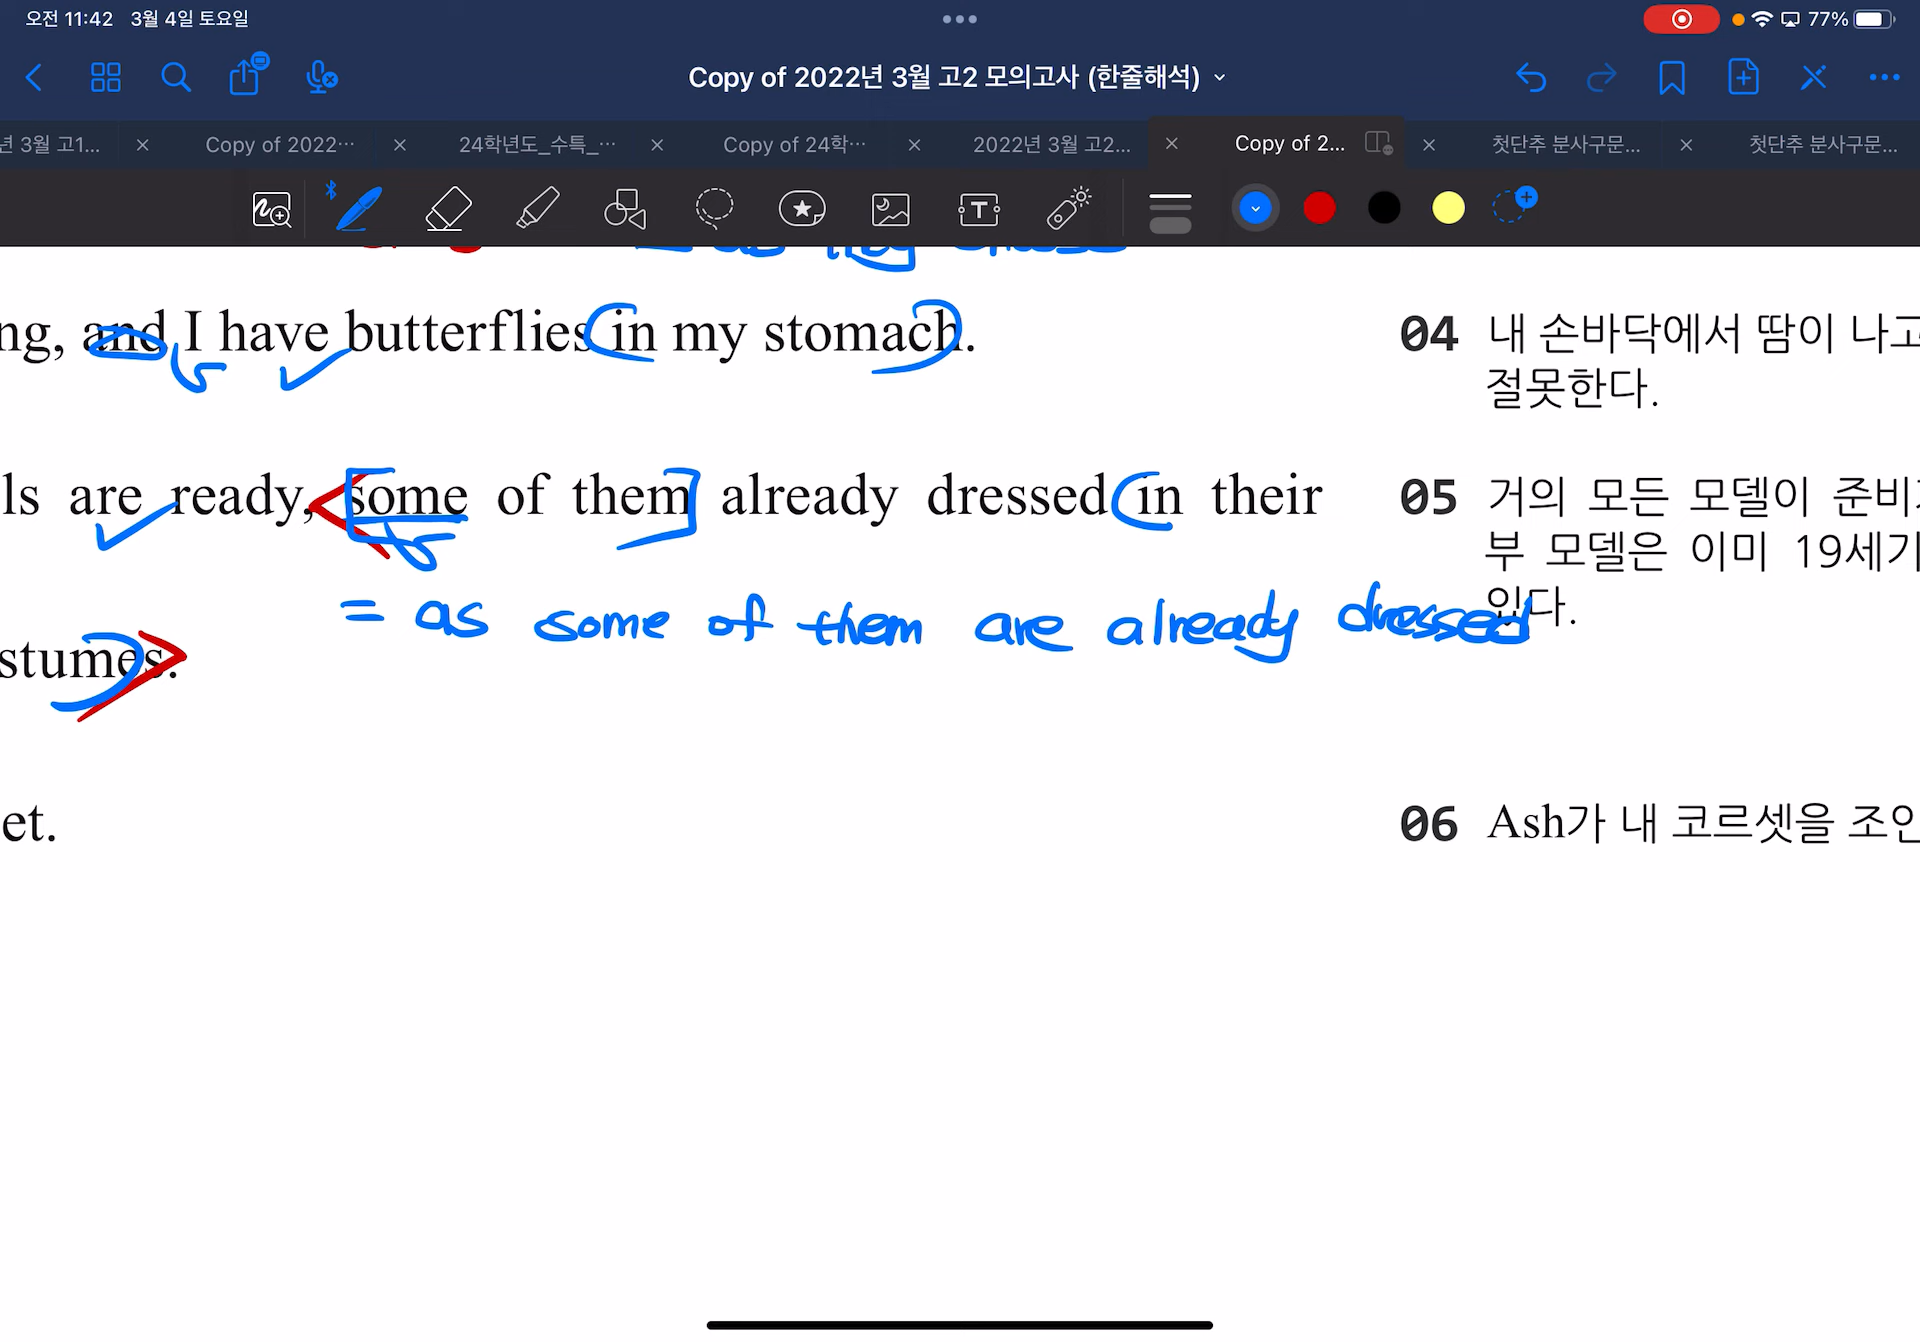 오전 11:42 3월 4일 토요일
77%
Copy of 2022년 3월 고2 모의고사 (한줄해석)
년 3월 고1...
Copy of 2022...
24학년도_수특_...
Copy of 24학...
2022년 3월 고2...
Copy of 2...
첫단추 분사구문...
첫단추 분사구문...
ng, and I have butterflies in my stomach.
04 내 손바닥에서 땀이 나고
절못한다.
ls are ready, some of them already dressed in their
05 거의 모든 모델이 준비
부 모델은 이미 19세기
있다.
= as some of them are already dressed
stumes.
et.
06 Ash가 내 코르셋을 조인